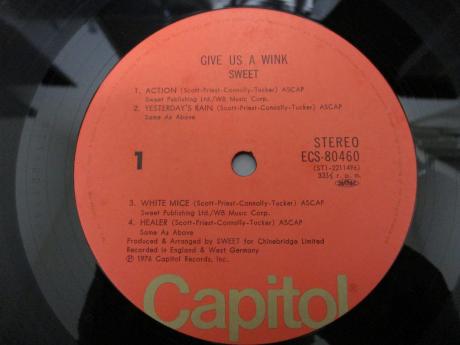 GIVE US A WINK
SWEET
1. ACTION (Scott-Priest-Connolly-Tucker) ASCAP
Sweet Publishing Ltd./WB Music Corp.
2. YESTERDAY'S RAIN (Scott-Priest-Connolly-Tucker) ASCAP
Same As Above
1
STEREO
ECS-80460
(ST1-2211496)
33⅓ r. p. m.
3. WHITE MICE (Scott-Priest-Connolly-Tucker) ASCAP
Sweet Publishing Ltd./WB Music Corp.
4. HEALER (Scott-Priest-Connolly-Tucker) ASCAP
Same As Above
Produced & Arranged by SWEET for Chinebridge Limited
Recorded in England & West Germany
℗ 1976 Capitol Records, Inc.
Capitol®